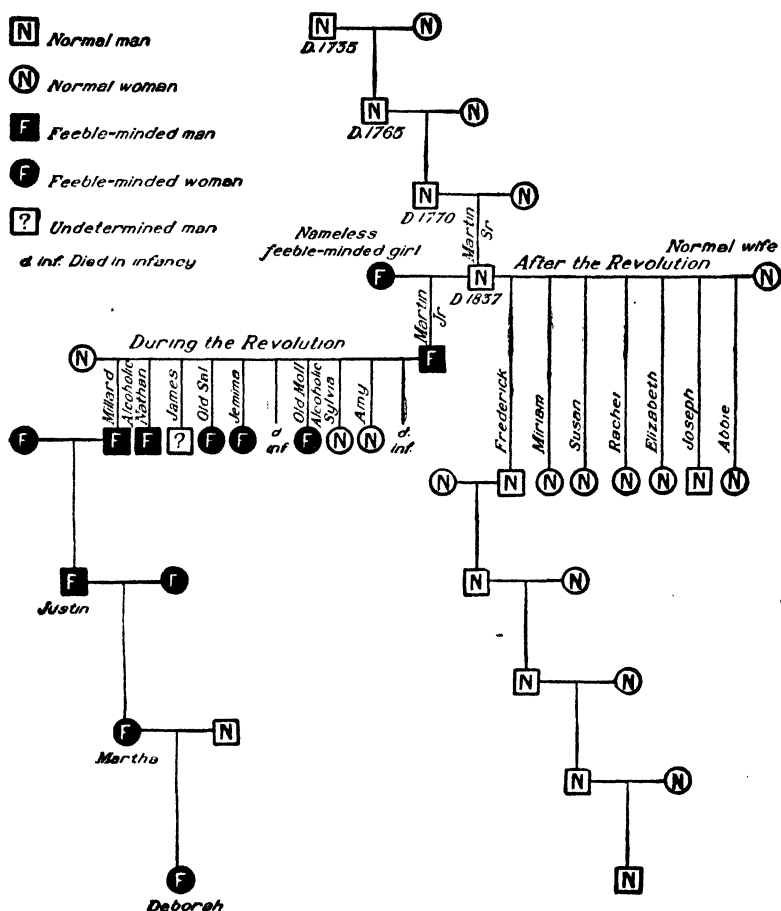 N Normal man
N Normal woman
F Feeble-minded man
F Feeble-minded woman
? Undetermined man
d inf. Died in infancy
N N
D. 1735
N N
D. 1765
N N
D 1770
Martin Sr
Nameless
feeble-minded girl
After the Revolution
Normal wife
F N N
D 1837
Martin Jr
During the Revolution
N F
Millard
Alcoholic
Nathan
James
Old Sal
Jemima
d inf
Old Moll
Alcoholic
Sylvia
Amy
d. inf.
Frederick
Miriam
Susan
Rachel
Elizabeth
Joseph
Abbie
F F F ? F F F N N
N N N N N N N N
F F N N
Justin
N N
F N
Martha
N N
F N
Deborah